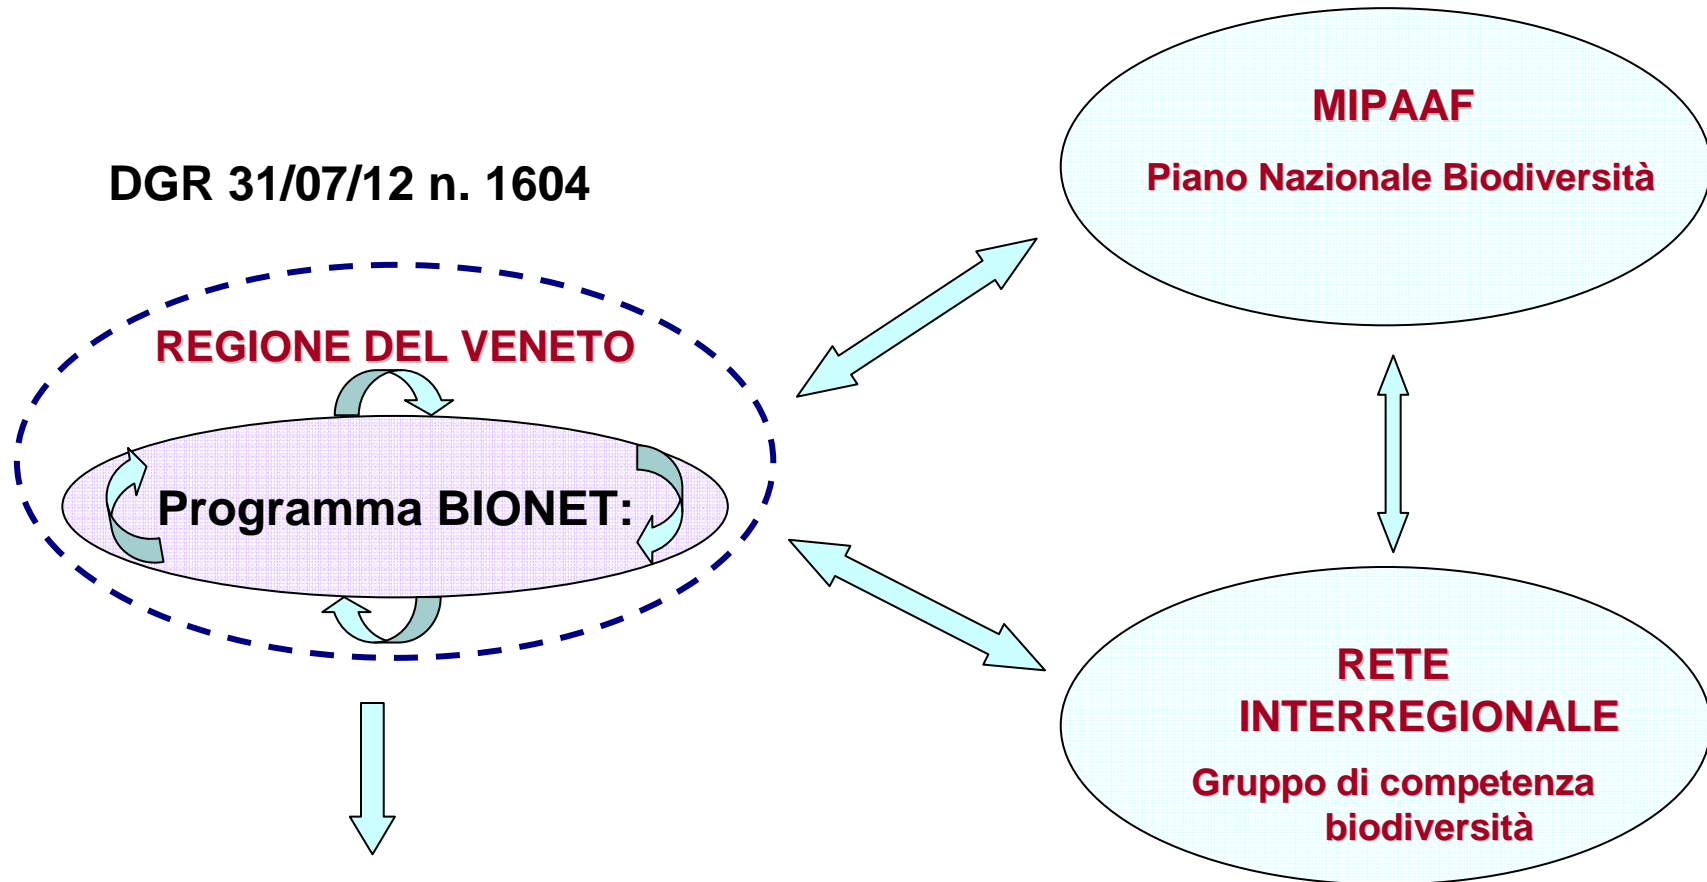 DGR 31/07/12 n. 1604
REGIONE DEL VENETO
Programma BIONET:
MIPAAF
Piano Nazionale Biodiversità
RETE
INTERREGIONALE
Gruppo di competenza
biodiversità